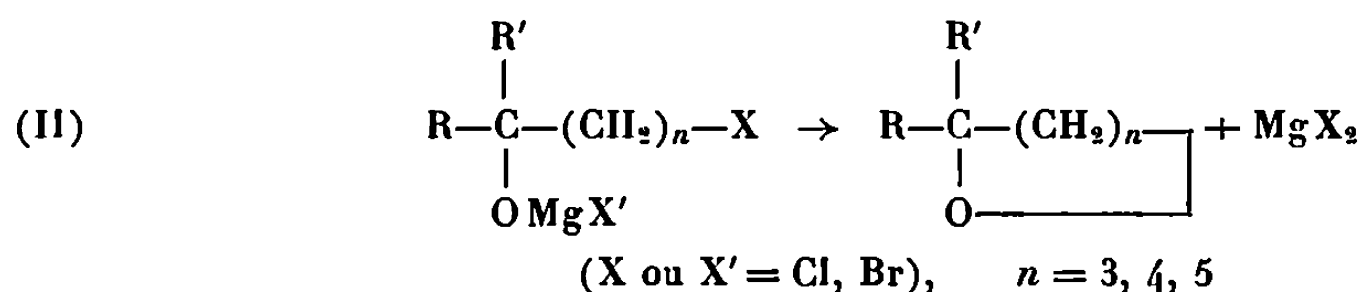 R′ R′
(II) R—C—(CH₂)ₙ—X → R—C—(CH₂)ₙ + MgX₂
OMgX′ O
(X ou X′ = Cl, Br), n = 3, 4, 5